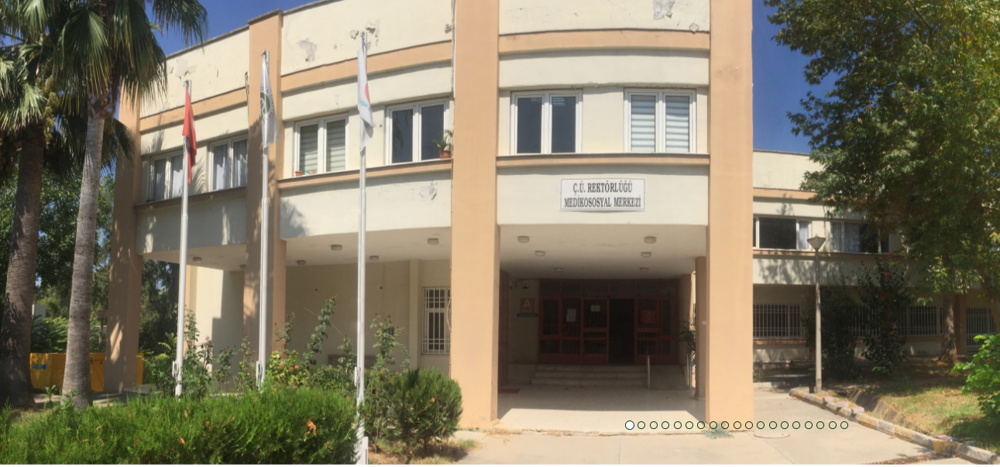 Ç.Ü. REKTÖRLÜĞÜ
MEDİKOSOSYAL MERKEZİ
A